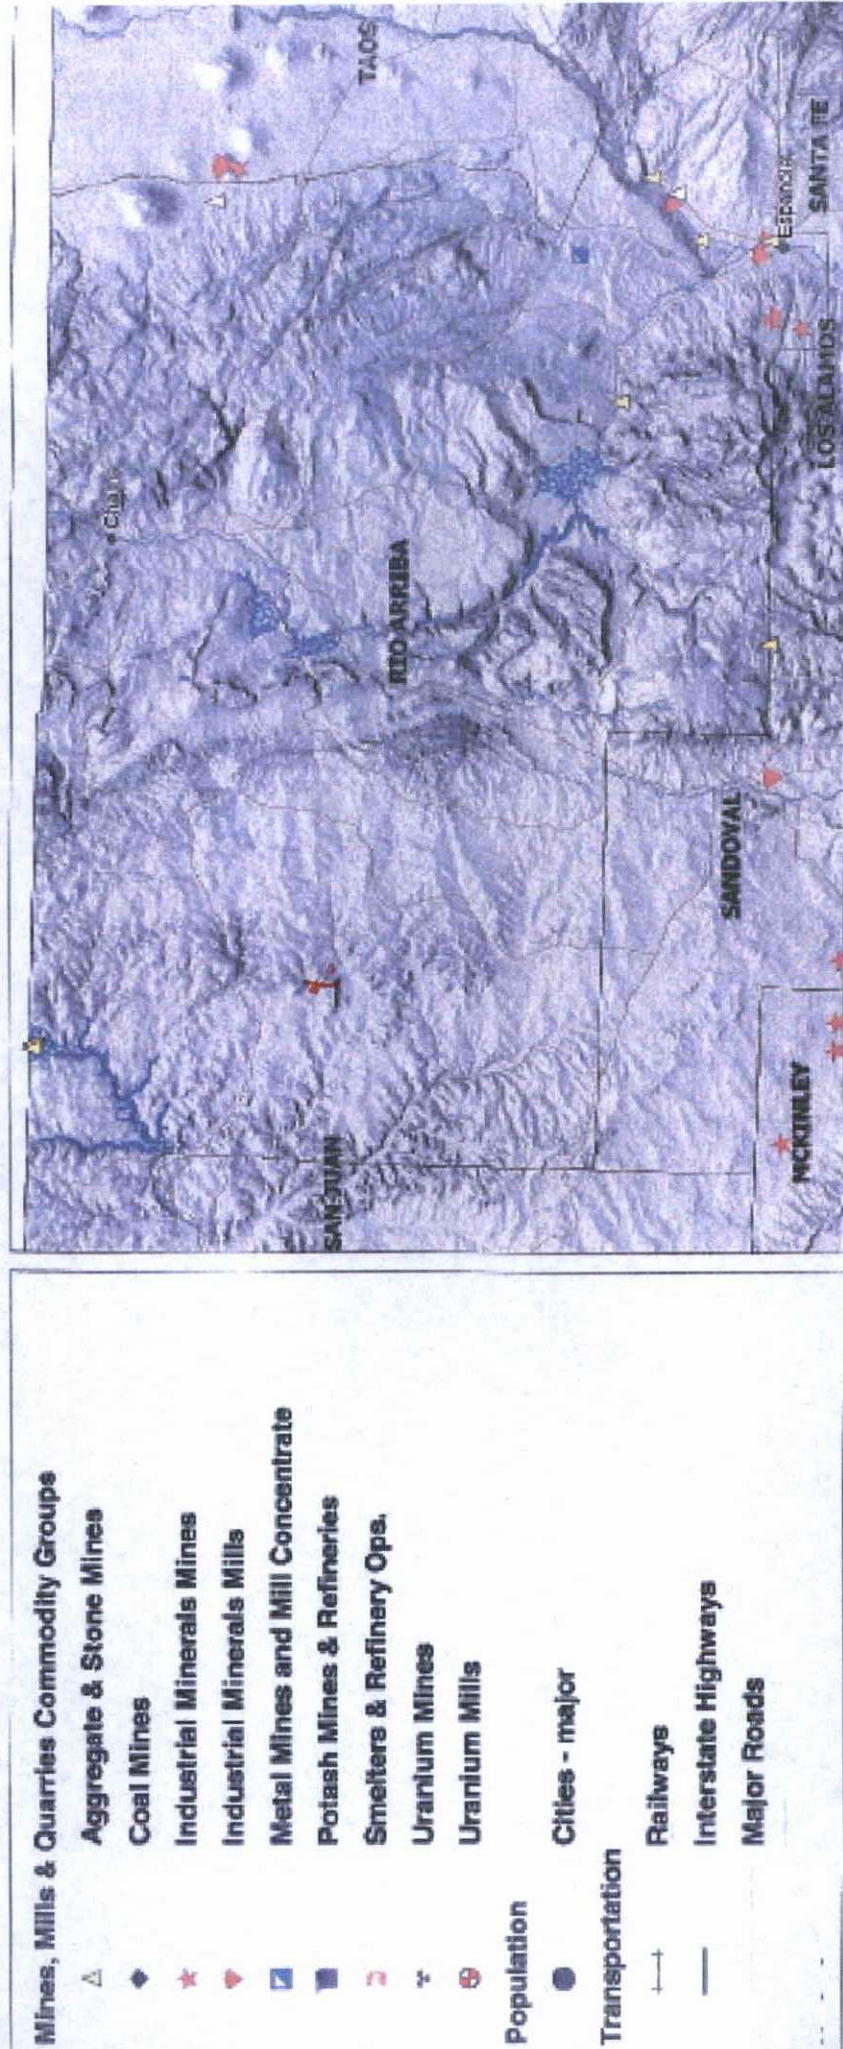 Mines, Mills & Quarries Commodity Groups
Aggregate & Stone Mines
Coal Mines
Industrial Minerals Mines
Industrial Minerals Mills
Metal Mines and Mill Concentrate
Potash Mines & Refineries
Smelters & Refinery Ops.
Uranium Mines
Uranium Mills
Population
Cities - major
Transportation
Railways
Interstate Highways
Major Roads
Chama
TAOS
SAN JUAN
RIO ARRIBA
Espanola
SANDOVAL
MCKINLEY
LOS ALAMOS
SANTA FE